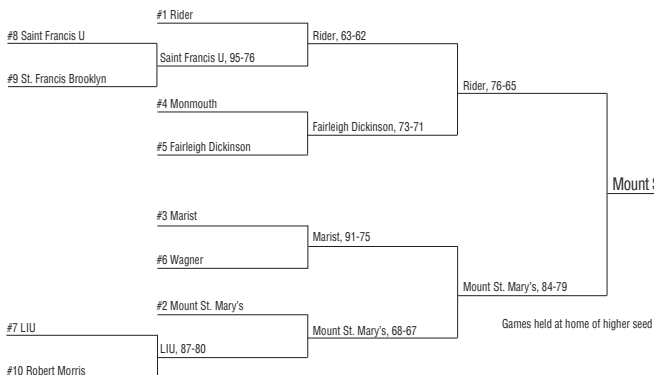 #1 Rider
#8 Saint Francis U
Rider, 63-62
Saint Francis U, 95-76
#9 St. Francis Brooklyn
Rider, 76-65
#4 Monmouth
Fairleigh Dickinson, 73-71
#5 Fairleigh Dickinson
Mount
#3 Marist
Marist, 91-75
#6 Wagner
Mount St. Mary's, 84-79
#2 Mount St. Mary's
Games held at home of higher seed
#7 LIU
Mount St. Mary's, 68-67
LIU, 87-80
#10 Robert Morris